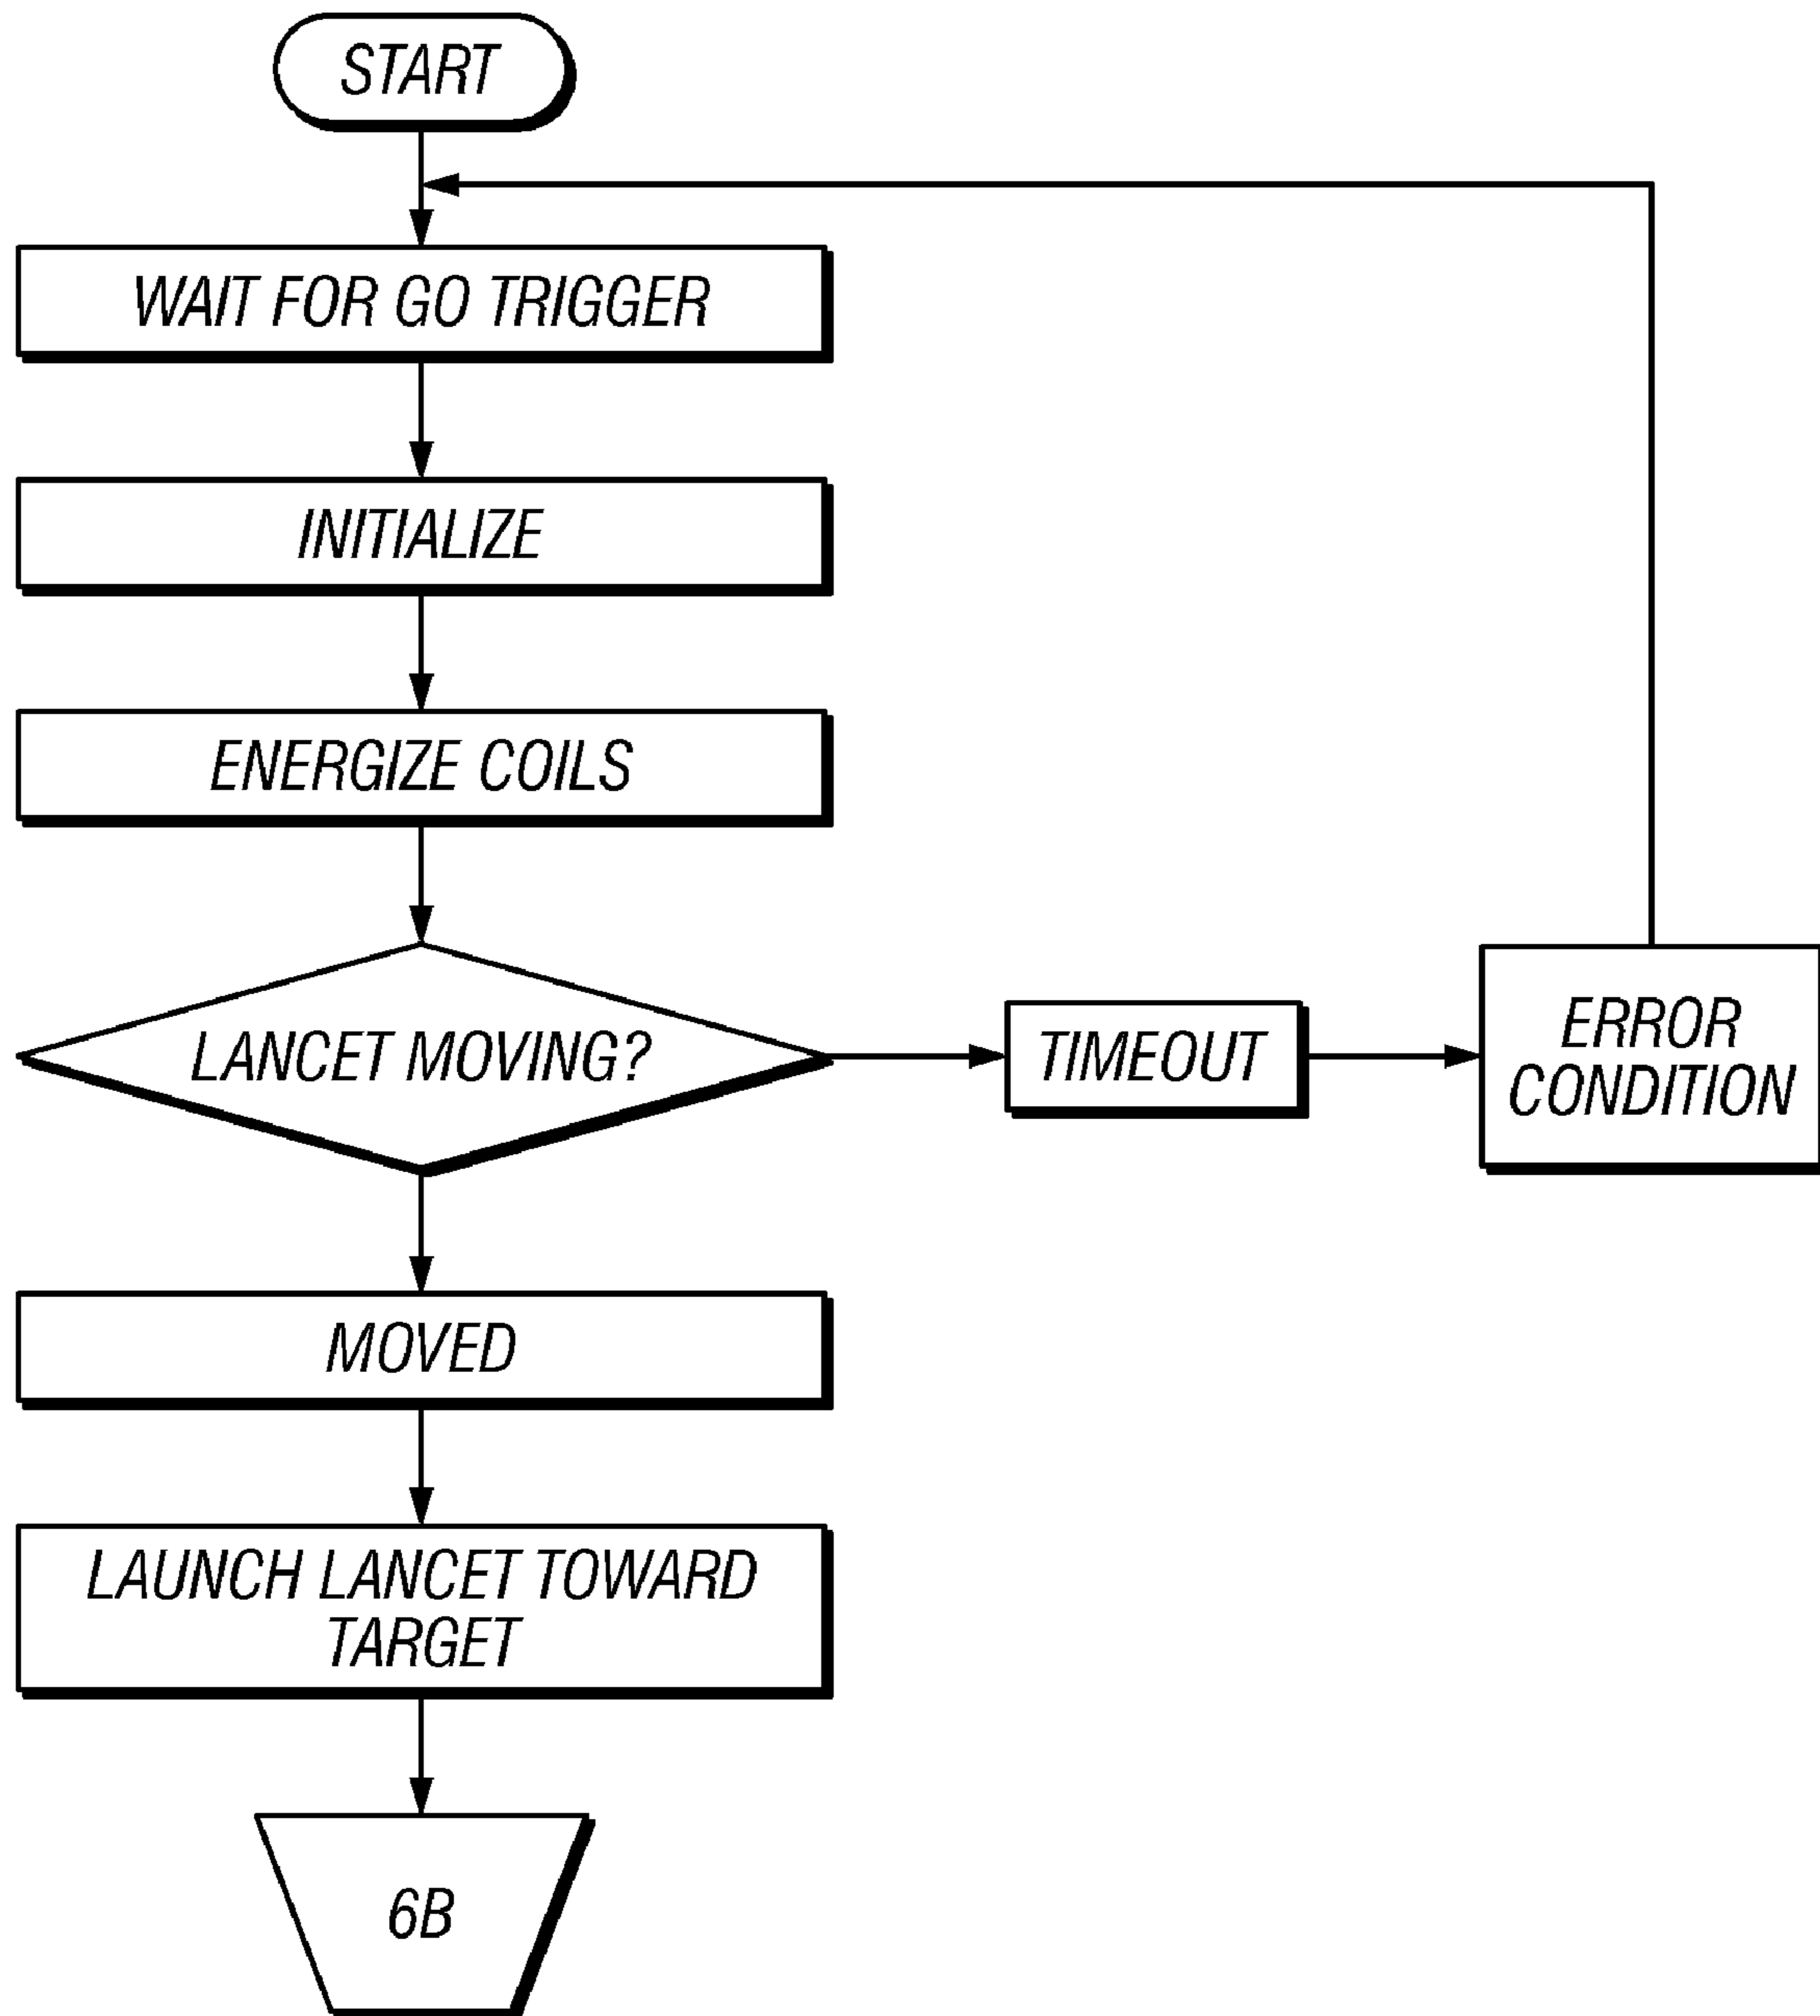 START
WAIT FOR GO TRIGGER
INITIALIZE
ENERGIZE COILS
LANCET MOVING?
TIMEOUT
ERROR
CONDITION
MOVED
LAUNCH LANCET TOWARD
TARGET
6B